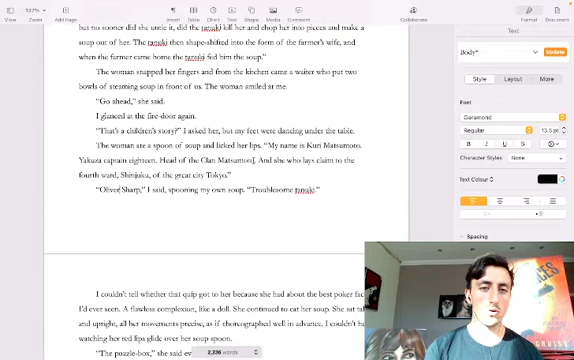 137%
View Zoom Add Page Insert Table Chart Text Shape Media Comment Collaborate Format Document
Text
but no sooner did she untie it, did the tanuki kill her and chop her into pieces and make a
soup out of her. The tanuki then shape-shifted into the form of the farmer's wife, and
when the farmer came home the tanuki fed him the soup."
The woman snapped her fingers and from the kitchen came a waiter who put two
bowls of steaming soup in front of us. The woman smiled at me.
"Go ahead," she said.
I glanced at the fire-door again.
"That's a children's story?" I asked her, but my feet were dancing under the table.
The woman ate a spoon of soup and licked her lips. "My name is Kuri Matsumoto.
Yakuza captain eighteen. Head of the Clan Matsumoto. And she who lays claim to the
fourth ward, Shinjuku, of the great city Tokyo."
"Oliver Sharp," I said, spooning my own soup. "Troublesome tanuki."
I couldn't tell whether that quip got to her because she had about the best poker fac
I'd ever seen. A flawless complexion, like a doll. She continued to eat her soup. She sat
and upright, all her movements precise, as if choreographed well in advance. I couldn't
watching her red lips glide over her soup spoon.
"The puzzle-box," she said
2,236 words
Body*
Update
Style Layout More
Font
Garamond
Regular 13.5 pt
B I U S
Character Styles None
Text Colour
Spacing
CRUISE